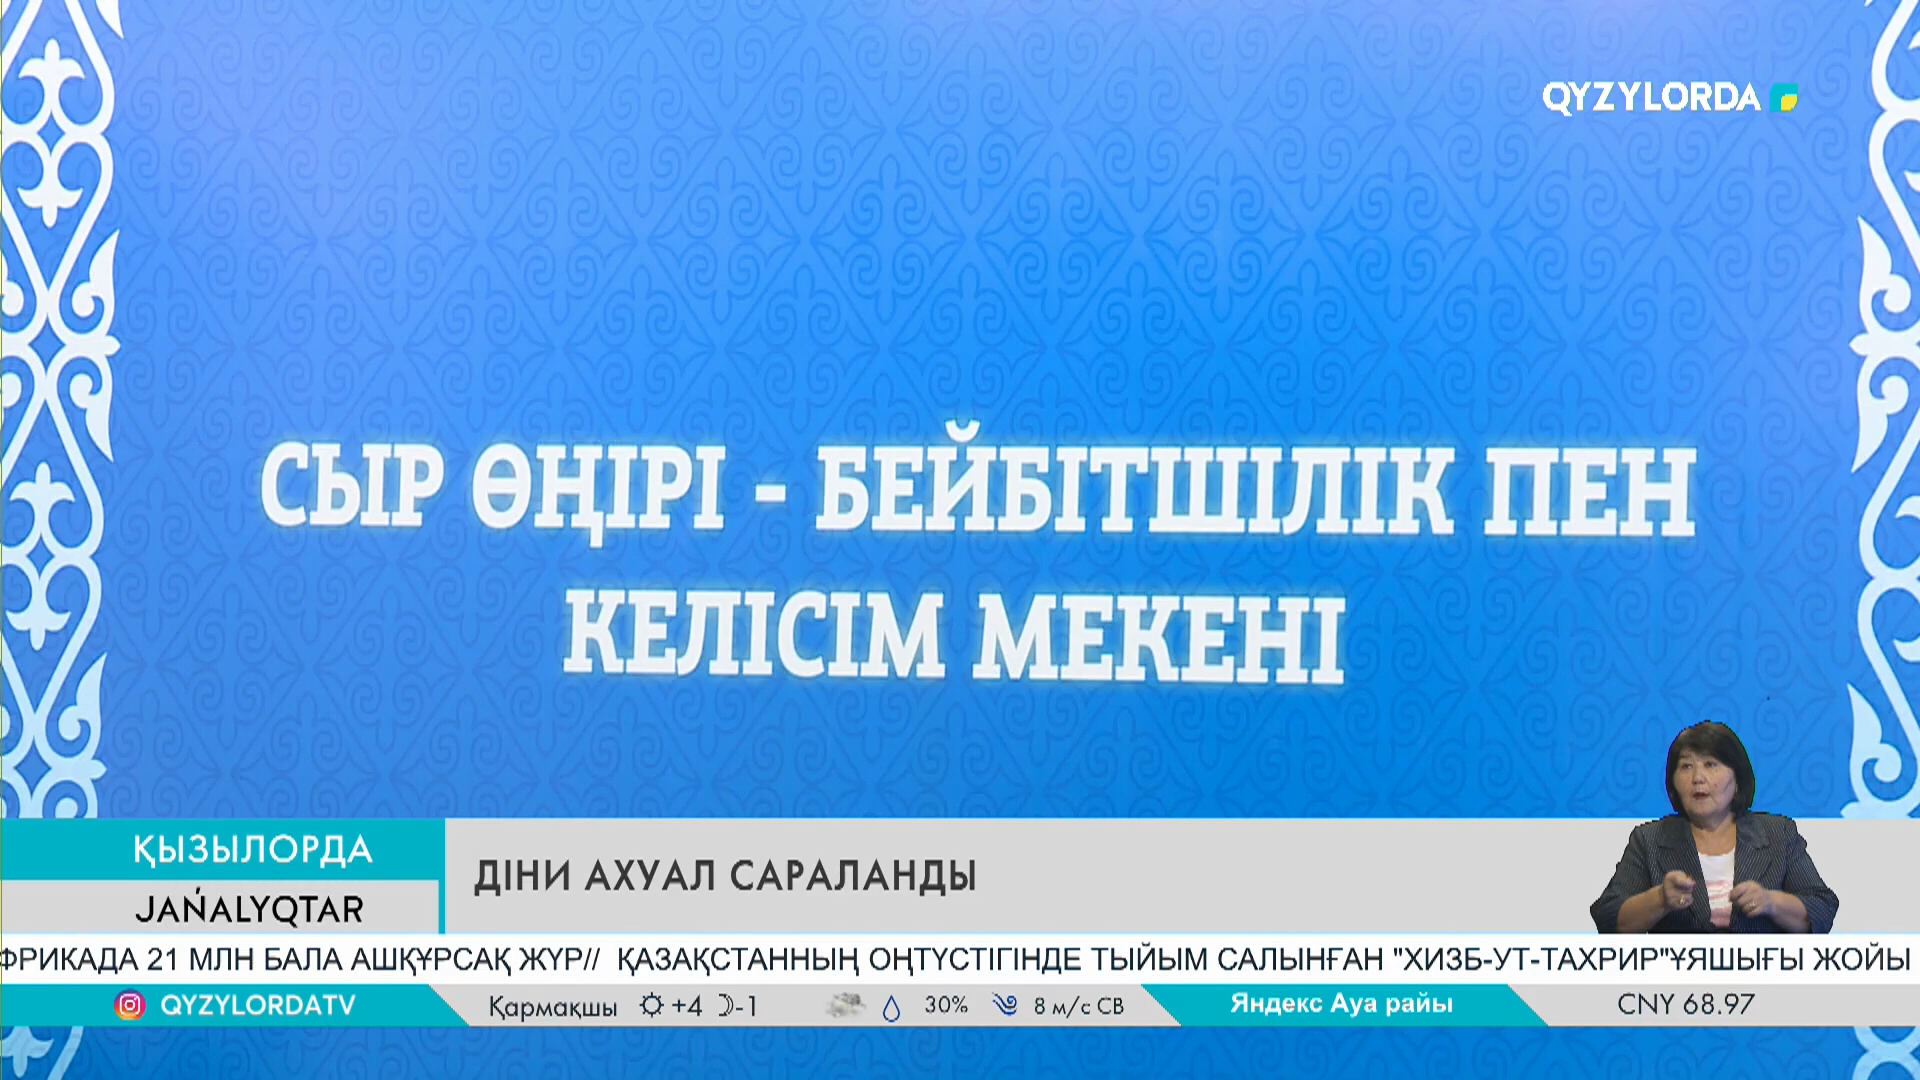 QYZYLORDA
СЫР ӨҢІРІ - БЕЙБІТШІЛІК ПЕН
КЕЛІСІМ МЕКЕНІ
ҚЫЗЫЛОРДА
JAŃALYQTAR
ДІНИ АХУАЛ САРАЛАНДЫ
ФРИКАДА 21 МЛН БАЛА АШҚҰРСАҚ ЖҮР// ҚАЗАҚСТАННЫҢ ОҢТҮСТІГІНДЕ ТЫЙЫМ САЛЫНҒАН "ХИЗБ-УТ-ТАХРИР"ҰЯШЫҒЫ ЖОЙЫ
QYZYLORDATV Қармақшы +4 -1 30% 8 м/с СВ Яндекс Ауа райы CNY 68.97